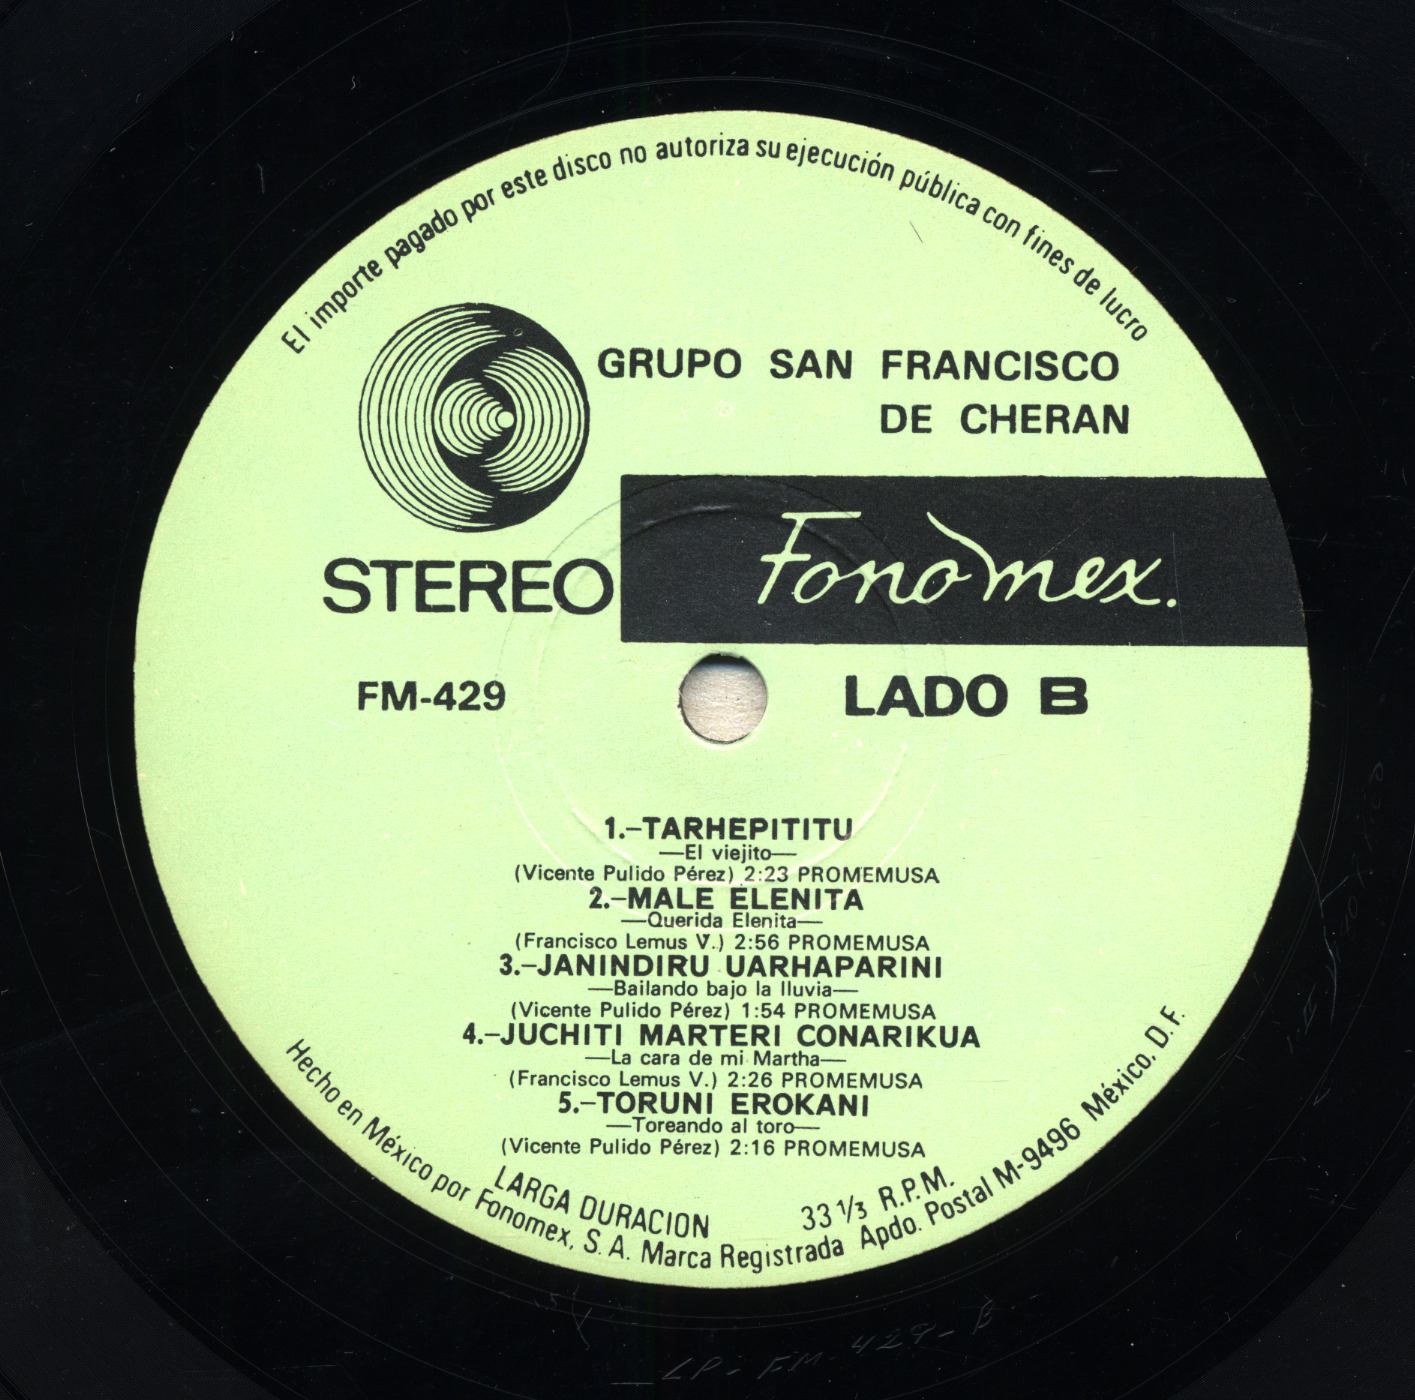 El importe pagado por este disco no autoriza su ejecución pública con fines de lucro
GRUPO SAN FRANCISCO
DE CHERAN
STEREO
Fonomex.
FM-429
LADO B
1.-TARHEPITITU
—El viejito—
(Vicente Pulido Pérez) 2:23 PROMEMUSA
2.-MALE ELENITA
—Querida Elenita—
(Francisco Lemus V.) 2:56 PROMEMUSA
3.-JANINDIRU UARHAPARINI
—Bailando bajo la lluvia—
(Vicente Pulido Pérez) 1:54 PROMEMUSA
4.-JUCHITI MARTERI CONARIKUA
—La cara de mi Martha—
(Francisco Lemus V.) 2:26 PROMEMUSA
5.-TORUNI EROKANI
—Toreando al toro—
(Vicente Pulido Pérez) 2:16 PROMEMUSA
LARGA DURACION
33 1/3 R.P.M.
Hecho en México por Fonomex, S. A. Marca Registrada Apdo. Postal M-9496 México, D. F.
LP-FM-429-B